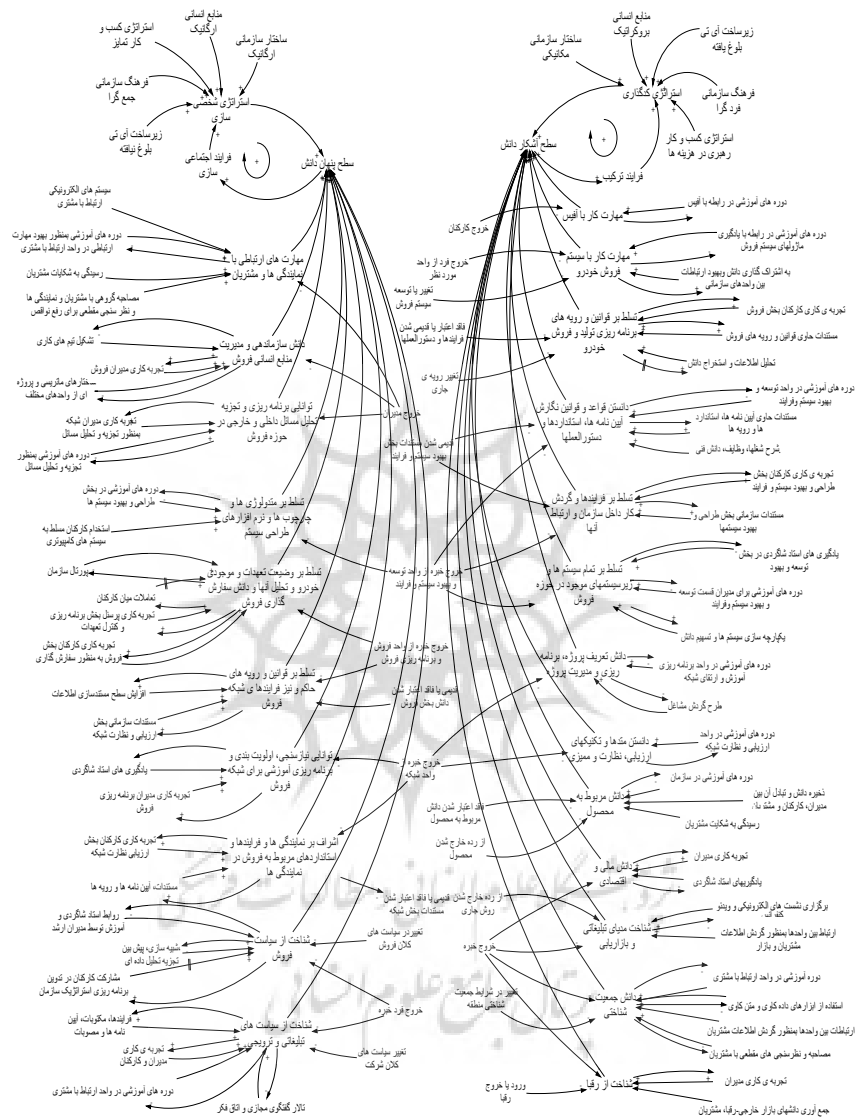 منابع انسانی
ارگانیک
استراتژی کسب و
کار تمایز
ساختار سازمانی
ارگانیک
فرهنگ سازمانی
جمع گرا
استراتژی شخصی
سازی
زیرساخت آی تی
بلوغ نیافته
فرایند اجتماعی
سازی
سطح پنهان دانش
منابع انسانی
بروکراتیک
زیرساخت آی تی
بلوغ یافته
ساختار سازمانی
مکانیکی
استراتژی کدگذاری
فرهنگ سازمانی
فرد گرا
استراتژی کسب و کار
رهبری در هزینه ها
سطح آشکار دانش
فرایند ترکیب
سیستم های الکترونیکی
ارتباط با مشتری
دوره های آموزشی بمنظور بهبود مهارت
ارتباطی در واحد ارتباط با مشتری
مهارت های ارتباطی با
نمایندگی ها و مشتریان
رسیدگی به شکایات مشتریان
مصاحبه گروهی با مشتریان و نمایندگی ها
و نظر سنجی مقطعی برای رفع نواقص
دانش سازماندهی و مدیریت
منابع انسانی فروش
تشکیل تیم های کاری
تجربه کاری مدیران فروش
ختارهای ماتریسی و پروژه
ای از واحدهای مختلف
توانایی برنامه ریزی و تجزیه
تحلیل مسائل داخلی و خارجی در
حوزه فروش
تجربه کاری مدیران شبکه
بمنظور تجزیه و تحلیل مسائل
دوره های آموزشی بمنظور
تجزیه و تحلیل مسائل
دوره های آموزشی در بخش
طراحی و بهبود سیستم ها
تسلط بر متدولوژی ها و
چارچوب ها و نرم افزارهای
طراحی سیستم
استخدام کارکنان مسلط به
سیستم های کامپیوتری
تسلط بر وضعیت تعهدات و موجودی
خودرو و تحلیل آنها و دانش سفارش
گذاری فروش
پورتال سازمان
تعاملات میان کارکنان
تجربه کاری پرسنل بخش برنامه ریزی
و کنترل تعهدات
تجربه کاری کارکنان بخش
فروش به منظور سفارش گذاری
تسلط بر قوانین و رویه های
حاکم و نیز فرایندها ی شبکه
فروش
افزایش سطح مستندسازی اطلاعات
مستندات سازمانی بخش
ارزیابی و نظارت شبکه
توانایی نیازسنجی، اولویت بندی و
برنامه ریزی آموزشی برای شبکه
فروش
یادگیری های استاد شاگردی
تجربه کاری مدیران برنامه ریزی
فروش
اشراف بر نمایندگی ها و فرایندها و
استانداردهای مربوط به فروش در
نمایندگی ها
تجربه کاری کارکنان بخش
ارزیابی نظارت شبکه
مستندات، آیین نامه ها و رویه ها
روابط استاد شاگردی و
آموزش توسط مدیران ارشد
شناخت از سیاست
فروش
شبیه سازی، پیش بین
تجزیه تحلیل داده ای
مشارکت کارکنان در تدوین
برنامه ریزی استراتژیک سازمان
فرایندها، مکتوبات، آیین
نامه ها و مصوبات
شناخت از سیاست های
تبلیغاتی و ترویجی
تجربه ی کاری
مدیران و کارکنان
دوره های آموزشی در واحد ارتباط با مشتری
تالار گفتگوی مجازی و اتاق فکر
خروج کارکنان
خروج فرد از واحد
مورد نظر
تغییر یا توسعه
سیستم فروش
فاقد اعتبار یا قدیمی شدن
فرایندها و دستورالعملها
تغییر رویه ی
جاری
خروج مدیران
قدیمی شدن مستندات بخش
بهبود سیستم و فرایند
خروج خبره از واحد توسعه
و بهبود سیستم و فرایند
خروج خبره از واحد فروش
و برنامه ریزی فروش
قدیمی یا فاقد اعتبار شدن
دانش بخش فروش
خروج خبره از
واحد شبکه
فاقد اعتبار شدن دانش
مربوط به محصول
از رده خارج شدن
محصول
قدیمی یا فاقد اعتبار شدن
مستندات بخش شبکه
از رده خارج شدن
روش جاری
تغییر در سیاست های
کلان فروش
خروج خبره
خروج فرد خبره
تغییر در شرایط جمعیت
شناختی منطقه
تغییر سیاست های
کلان شرکت
ورود یا خروج
رقبا
دوره های آموزشی در رابطه با آفیس
مهارت کار با آفیس
دوره های آموزشی در رابطه با یادگیری
ماژولهای سیستم فروش
مهارت کار با سیستم
فروش خودرو
به اشتراک گذاری دانش وبهبود ارتباطات
بین واحدهای سازمانی
تسلط بر قوانین و رویه های
برنامه ریزی تولید و فروش
خودرو
تجربه ی کاری کارکنان بخش فروش
مستندات حاوی قوانین و رویه های فروش
تحلیل اطلاعات و استخراج دانش
دانستن قواعد و قوانین نگارش
آیین نامه ها، استانداردها و
دستورالعملها
دوره های آموزشی در واحد توسعه و
بهبود سیستم وفرایند
مستندات حاوی آیین نامه ها، استاندارد
ها و رویه ها
شرح شغلها، وظایف، دانش فنی
تسلط بر فرایندها و گردش
کار داخل سازمان و ارتباط
آنها
تجربه ی کاری کارکنان بخش
طراحی و بهبود سیستم و فرایند
مستندات سازمانی بخش طراحی و
بهبود سیستمها
تسلط بر تمام سیستم ها و
زیرسیستمهای موجود در حوزه
فروش
یادگیری های استاد شاگردی در بخش
توسعه و بهبود
دوره های آموزشی برای مدیران قسمت توسعه
و بهبود سیستم وفرایند
یکپارچه سازی سیستم ها و تسهیم دانش
دانش تعریف پروژه، برنامه
ریزی و مدیریت پروژه
دوره های آموزشی در واحد برنامه ریزی
آموزش و ارتقای شبکه
طرح گردش مشاغل
دانستن متدها و تکنیکهای
ارزیابی، نظارت و ممیزی
دوره های آموزشی در واحد
ارزیابی و نظارت شبکه
دانش مربوط به
محصول
دوره های آموزشی در سازمان
ذخیره دانش و تبادل آن بین
مدیران، کارکنان و مشتریان
رسیدگی به شکایت مشتریان
دانش مالی و
اقتصادی
تجربه کاری مدیران
یادگیریهای استاد شاگردی
شناخت مدیای تبلیغاتی
و بازاریابی
برگزاری نشست های الکترونیکی و ویدئو
ارتباط بین واحدها بمنظور گردش اطلاعات
مشتریان و بازار
دانش جمعیت
شناختی
دوره آموزشی در واحد ارتباط با مشتری
استفاده از ابزارهای داده کاوی و متن کاوی
ارتباطات بین واحدها بمنظور گردش اطلاعات مشتریان
مصاحبه و نظرسنجی های مقطعی با مشتریان
شناخت از رقبا
تجربه ی کاری مدیران
جمع آوری دانشهای بازار خارجی-رقبا، مشتریان
پژوهشگاه علوم انسانی و مطالعات فرهنگی
پرتال جامع علوم انسانی